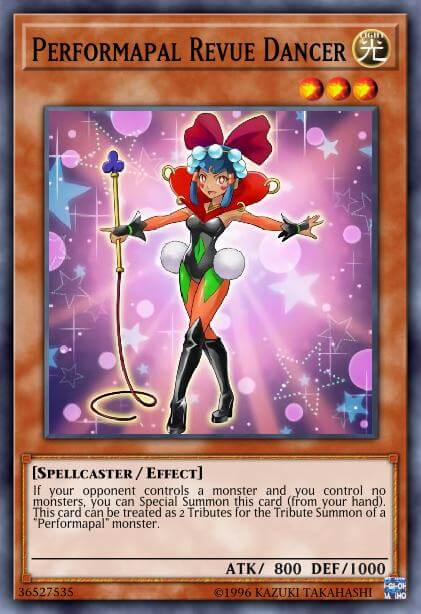 Performapal Revue Dancer
LIGHT
光
[Spellcaster / Effect]
If your opponent controls a monster and you control no
monsters, you can Special Summon this card (from your hand).
This card can be treated as 2 Tributes for the Tribute Summon of a
"Performapal" monster.
ATK/ 800 DEF/1000
36527535
©1996 KAZUKI TAKAHASHI